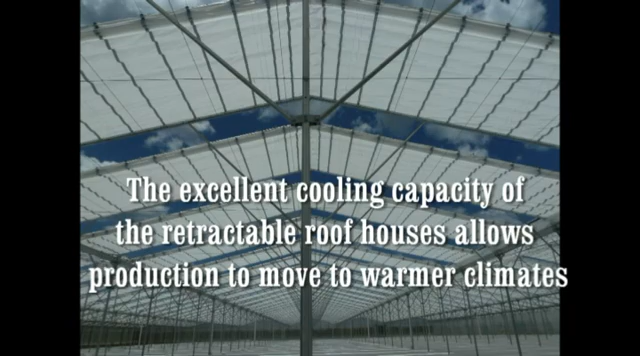 The excellent cooling capacity of
the retractable roof houses allows
production to move to warmer climates